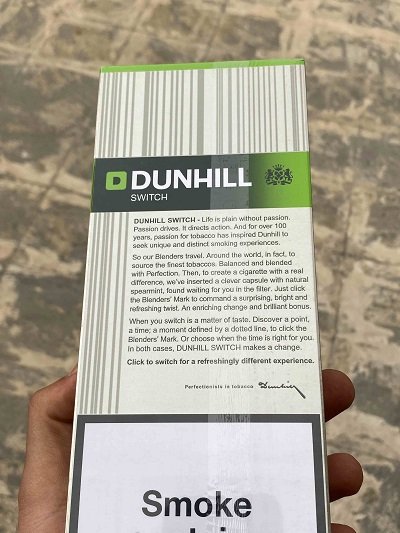 DUNHILL
SWITCH
DUNHILL SWITCH - Life is plain without passion.
Passion drives. It directs action. And for over 100
years, passion for tobacco has inspired Dunhill to
seek unique and distinct smoking experiences.
So our Blenders travel. Around the world, in fact, to
source the finest tobaccos. Balanced and blended
with Perfection. Then, to create a cigarette with a real
difference, we've inserted a clever capsule with natural
spearmint, found waiting for you in the filter. Just click
the Blenders' Mark to command a surprising, bright and
refreshing twist. An enriching change and brilliant bonus.
When you switch is a matter of taste. Discover a point,
a time; a moment defined by a dotted line, to click the
Blenders' Mark. Or choose when the time is right for you.
In both cases, DUNHILL SWITCH makes a change.
Click to switch for a refreshingly different experience.
Perfectionists in tobacco Dunhill
Smoke